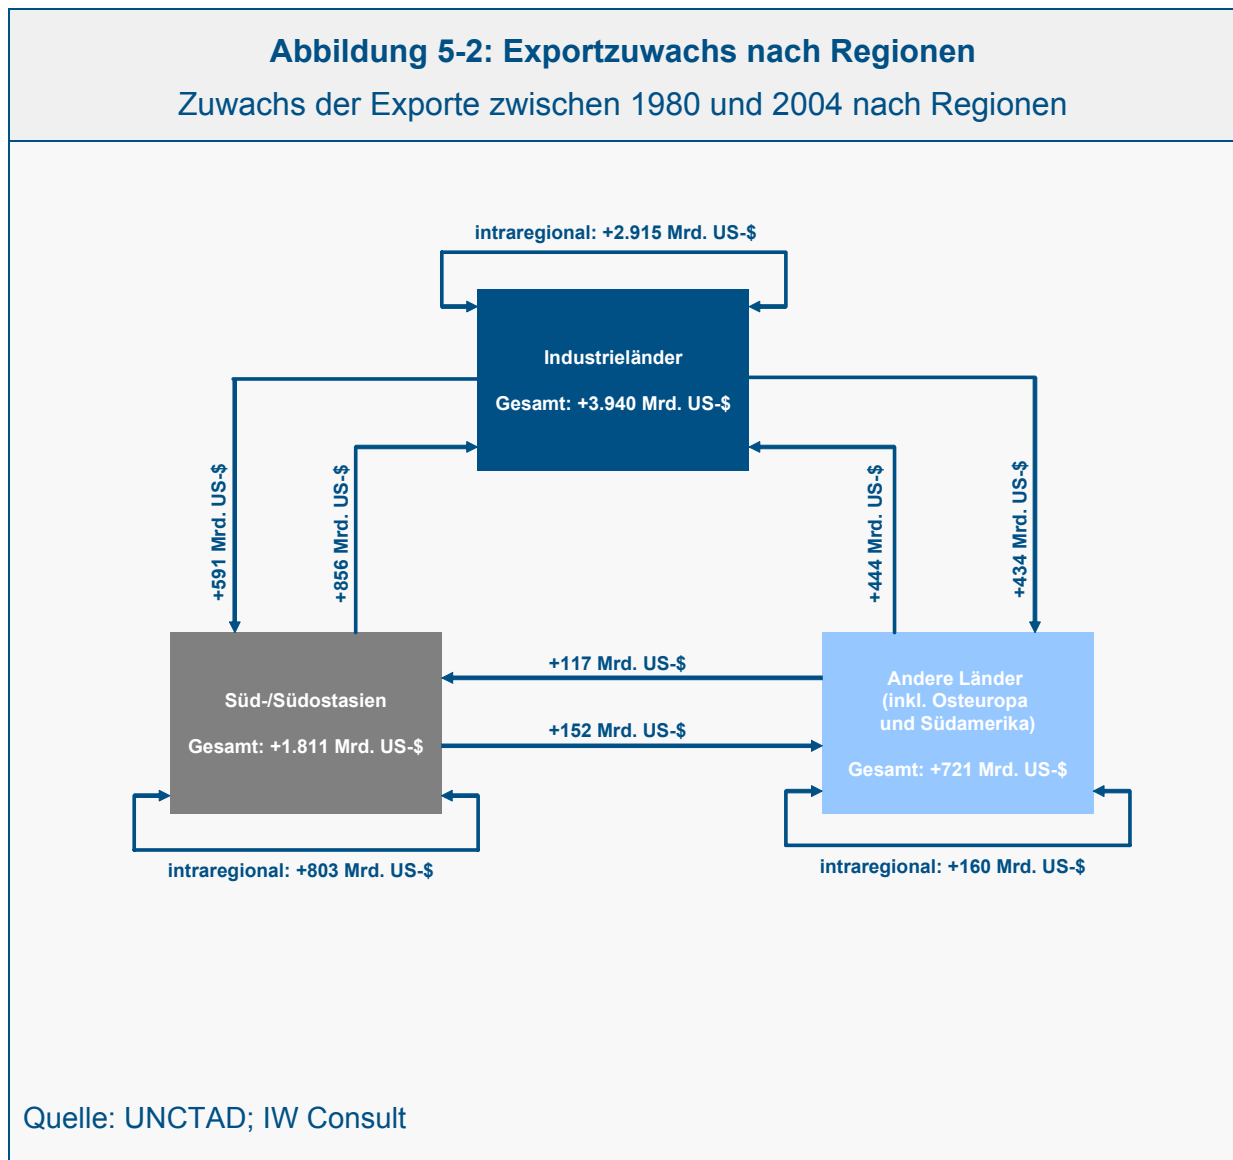 Abbildung 5-2: Exportzuwachs nach Regionen
Zuwachs der Exporte zwischen 1980 und 2004 nach Regionen
intraregional: +2.915 Mrd. US-$
Industrieländer
Gesamt: +3.940 Mrd. US-$
+591 Mrd. US-$
+856 Mrd. US-$
+444 Mrd. US-$
+434 Mrd. US-$
Süd-/Südostasien
Gesamt: +1.811 Mrd. US-$
+117 Mrd. US-$
+152 Mrd. US-$
Andere Länder
(inkl. Osteuropa
und Südamerika)
Gesamt: +721 Mrd. US-$
intraregional: +803 Mrd. US-$
intraregional: +160 Mrd. US-$
Quelle: UNCTAD; IW Consult